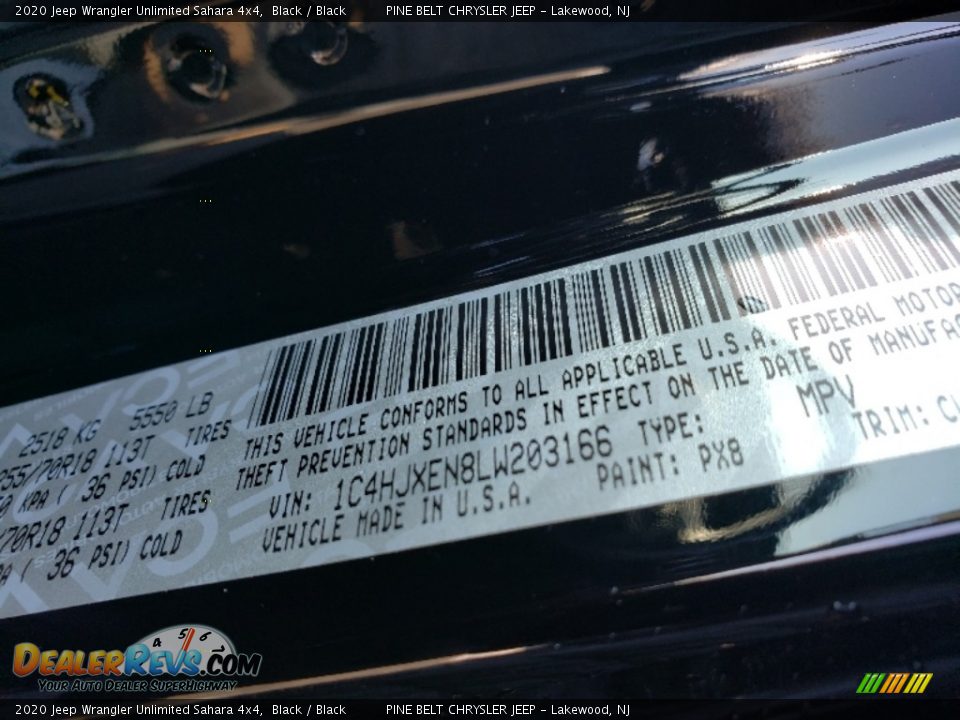 2020 Jeep Wrangler Unlimited Sahara 4x4, Black / Black PINE BELT CHRYSLER JEEP – Lakewood, NJ
2518 KG 5550 LB
255/70R18 113T TIRES
KPA ( 36 PSI) COLD
/70R18 113T TIRES
PA ( 36 PSI) COLD
THIS VEHICLE CONFORMS TO ALL APPLICABLE U.S.A. FEDERAL MOTOR
THEFT PREVENTION STANDARDS IN EFFECT ON THE DATE OF MANUFAC
VIN: 1C4HJXEN8LW203166 TYPE: MPV
VEHICLE MADE IN U.S.A. PAINT: PX8 TRIM:
4 5 6
DEALERREVS.COM
YOUR AUTO DEALER SUPERHIGHWAY
2020 Jeep Wrangler Unlimited Sahara 4x4, Black / Black PINE BELT CHRYSLER JEEP – Lakewood, NJ